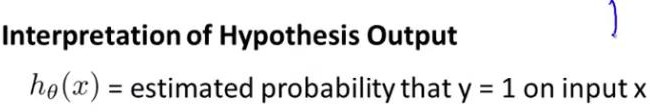 Interpretation of Hypothesis Output
hθ(x) = estimated probability that y = 1 on input x